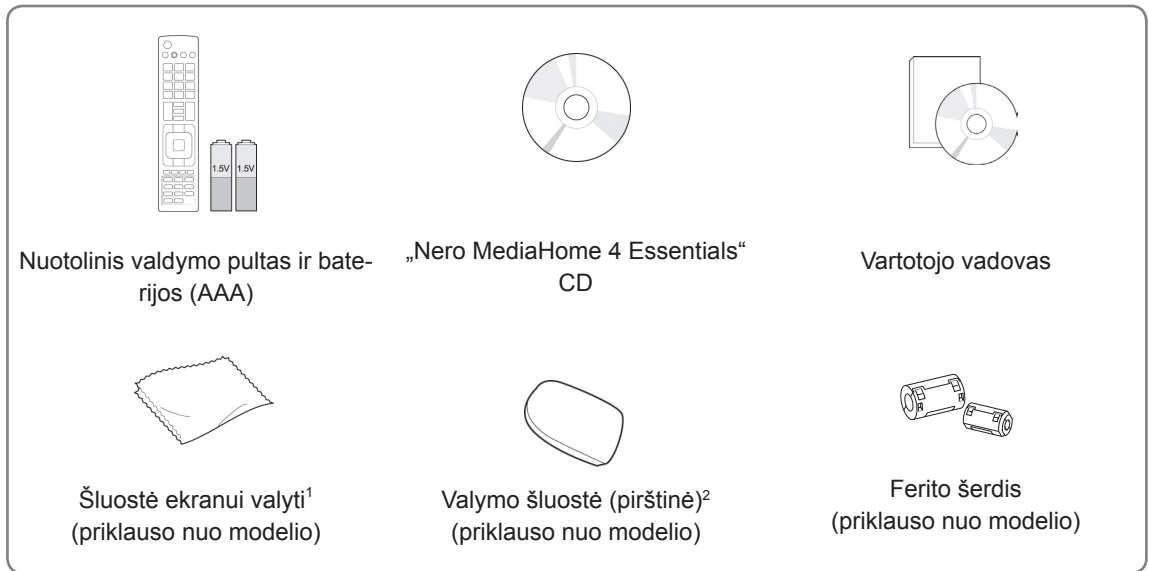 1.5V 1.5V
Nuotolinis valdymo pultas ir bate-
rijos (AAA)
„Nero MediaHome 4 Essentials“
CD
Vartotojo vadovas
Šluostė ekranui valyti1
(priklauso nuo modelio)
Valymo šluostė (pirštinė)2
(priklauso nuo modelio)
Ferito šerdis
(priklauso nuo modelio)